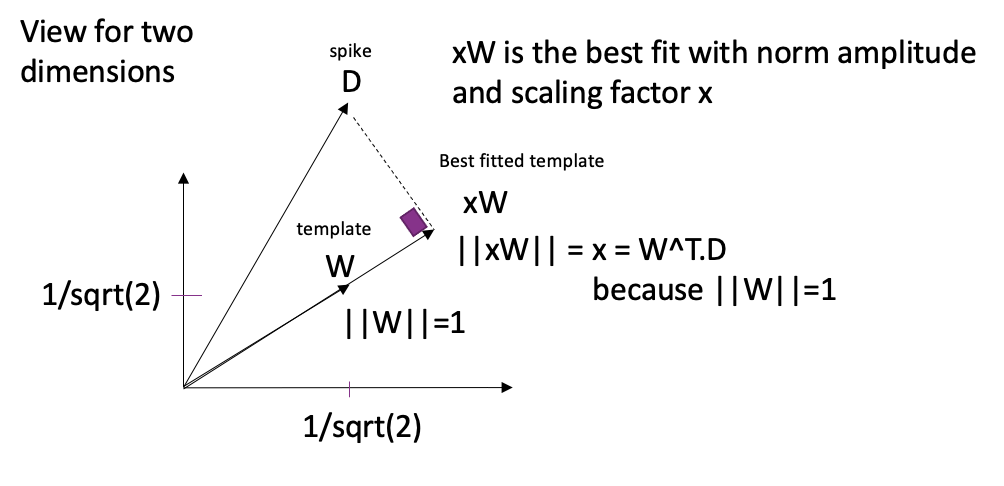 View for two
dimensions
spike
D
xW is the best fit with norm amplitude
and scaling factor x
Best fitted template
xW
template
W
||xW|| = x = W^T.D
because ||W||=1
1/sqrt(2)
||W||=1
1/sqrt(2)